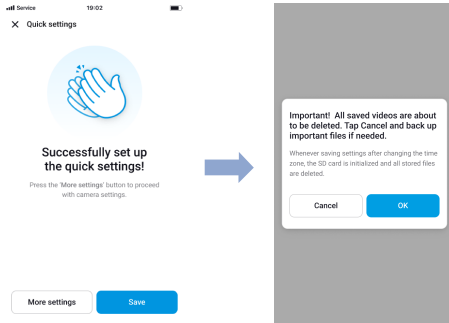 Service 19:02
Quick settings
Successfully set up
the quick settings!
Press the 'More settings' button to proceed
with camera settings.
More settings Save
Important! All saved videos are about
to be deleted. Tap Cancel and back up
important files if needed.
Whenever saving settings after changing the time
zone, the SD card is initialized and all stored files
are deleted.
Cancel OK